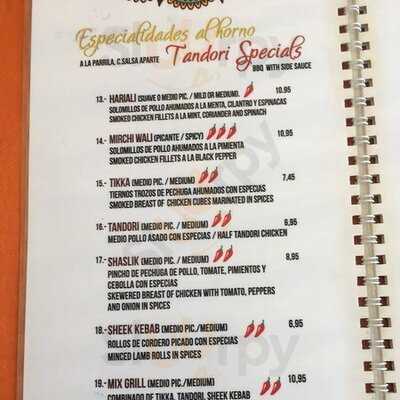 Especialidades al horno
Tandori Specials
A LA PARRILA, C.SALSA APARTE
BBQ WITH SIDE SAUCE
13.- HARIALI (SUAVE O MEDIO PIC. / MILD OR MEDIUM) 10,95
SOLOMILLOS DE POLLO AHUMADOS A LA MENTA, CILANTRO Y ESPINACAS
SMOKED CHICKEN FILLETS A LA MINT, CORIANDER AND SPINACH
14.- MIRCHI WALI (PICANTE / SPICY) 10,95
SOLOMILLOS DE POLLO AHUMADOS A LA PIMIENTA
SMOKED CHICKEN FILLETS A LA BLACK PEPPER
15.- TIKKA (MEDIO PIC. / MEDIUM) 7,45
TIERNOS TROZOS DE PECHUGA AHUMADOS CON ESPECIAS
SMOKED BREAST OF CHICKEN CUBES MARINATED IN SPICES
16.- TANDORI (MEDIO PIC. / MEDIUM) 6,95
MEDIO POLLO ASADO CON ESPECIAS / HALF TANDORI CHICKEN
17.- SHASLIK (MEDIO PIC. / MEDIUM) 8,95
PINCHO DE PECHUGA DE POLLO, TOMATE, PIMIENTOS Y
CEBOLLA CON ESPECIAS
SKEWERED BREAST OF CHICKEN WITH TOMATO, PEPPERS
AND ONION IN SPICES
18.- SHEEK KEBAB (MEDIO PIC./MEDIUM) 6,95
ROLLOS DE CORDERO PICADO CON ESPECIAS
MINCED LAMB ROLLS IN SPICES
19.- MIX GRILL (MEDIO PIC./MEDIUM) 10,95
COMBINADO DE TIKKA, TANDORI, SHEEK KEBAB